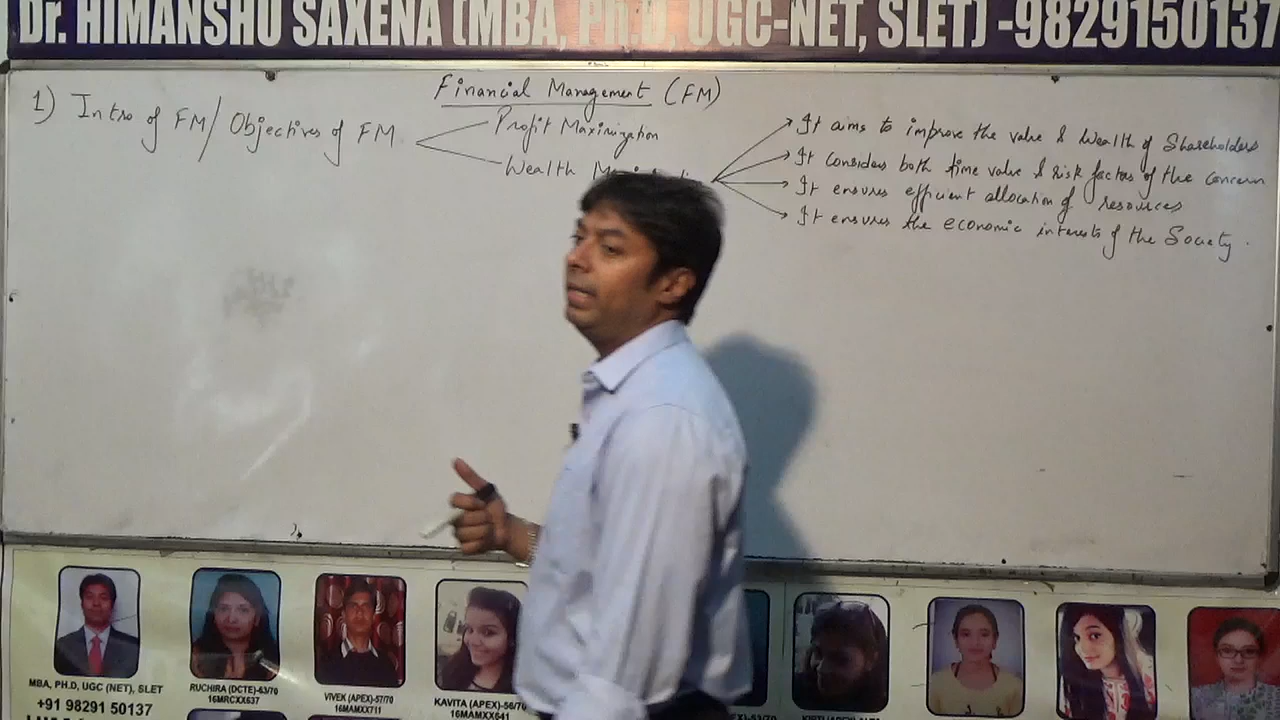 Dr. HIMANSHU SAXENA (MBA, Ph.D, UGC-NET, SLET) -9829150137
Financial Management (FM)
1) Intro of FM/ Objectives of FM
Profit Maximization
Wealth
It aims to improve the value & Wealth of Shareholders
It Considers both time value & risk factors of the concern
It ensures efficient allocation of resources
It ensures the economic interests of the Society.
MBA, PH.D, UGC (NET), SLET
+91 98291 50137
RUCHIRA (DCTE)-63/70
16MRCXX637
VIVEK (APEX)-57/70
16MAMXX711
KAVITA (APEX)-56/70
16MAMXX641